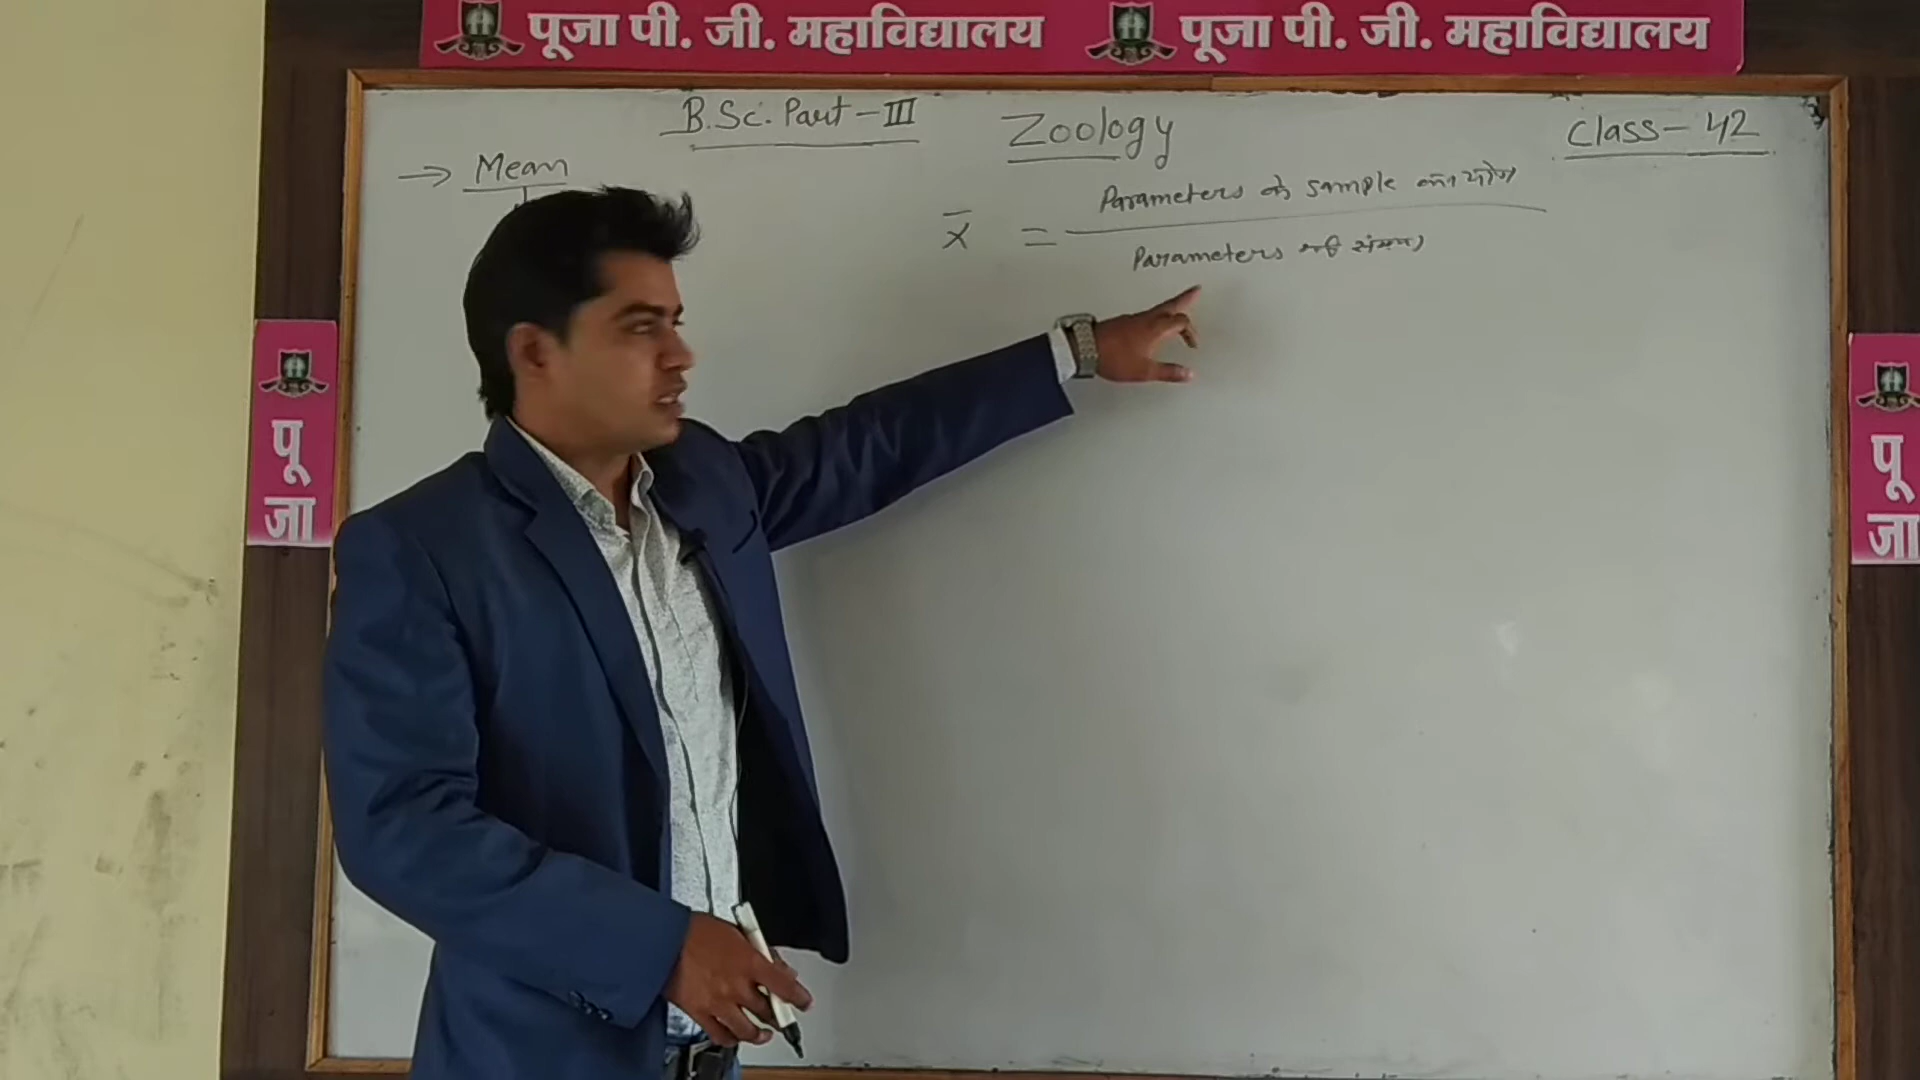 पूजा पी. जी. महाविद्यालय पूजा पी. जी. महाविद्यालय
B.Sc. Part-III Zoology Class-42
→ Mean
Parameters के sample का योग
x̄ =
Parameters की संख्या
पू
जा
पू
जा